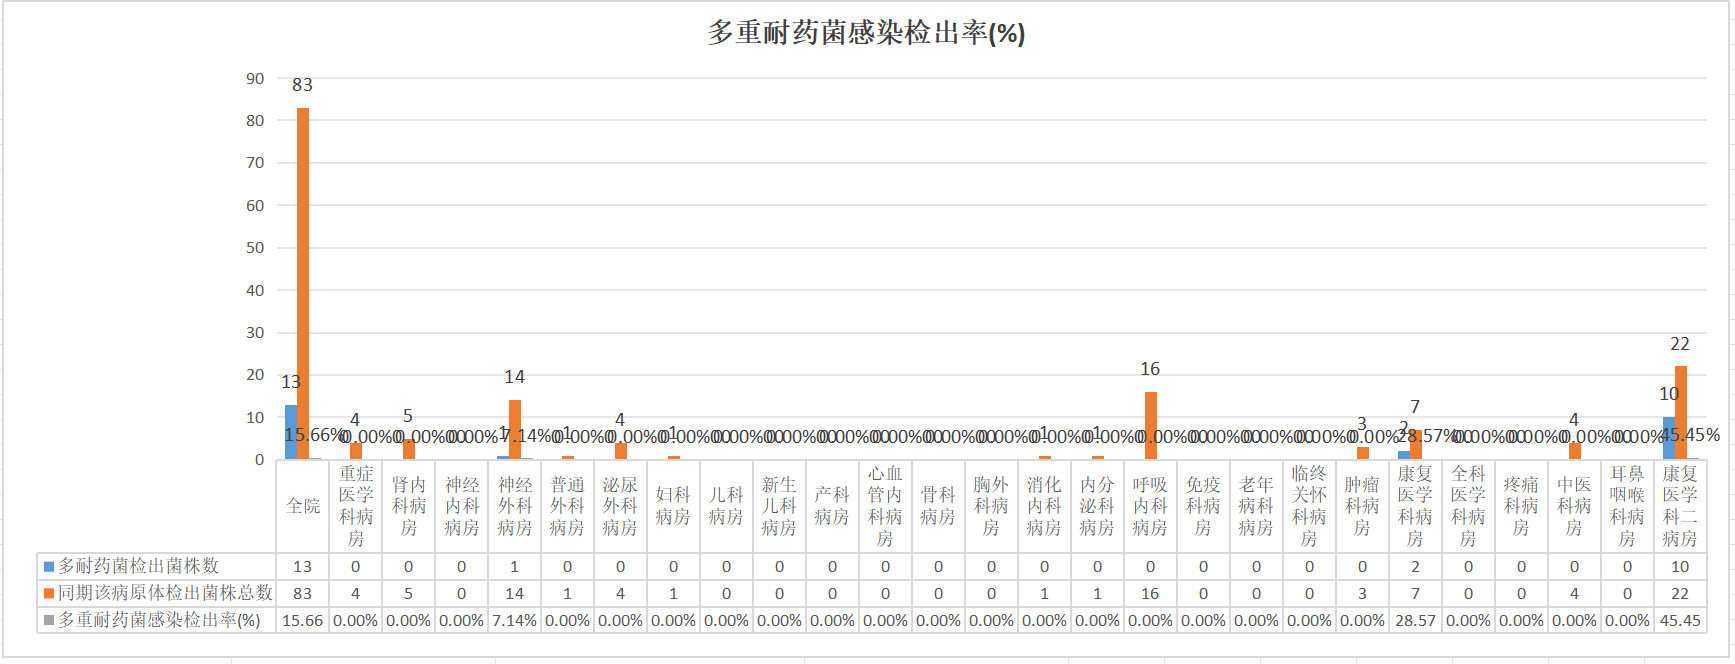 多重耐药菌感染检出率(%)
90
80
70
60
50
40
30
20
10
0
83
13
15.66%
4
0.00%
5
0.00%
0
0.00%
14
1
7.14%
1
0.00%
4
0.00%
1
0.00%
0.00%
0.00%
0.00%
0.00%
0.00%
0.00%
1
0.00%
1
0.00%
16
0.00%
0.00%
0.00%
0.00%
3
0.00%
7
2
28.57%
0.00%
0.00%
4
0.00%
0.00%
22
10
45.45%
全院
重症医学科病房
肾内科病房
神经内科病房
神经外科病房
普通外科病房
泌尿外科病房
妇科病房
儿科病房
新生儿科病房
产科病房
心血管内科病房
骨科病房
胸外科病房
消化内科病房
内分泌科病房
呼吸内科病房
免疫科病房
老年病科病房
临终关怀科病房
肿瘤科病房
康复医学科病房
全科医学科病房
疼痛科病房
中医科病房
耳鼻咽喉科病房
康复医学科二病房
多耐药菌检出菌株数 13 0 0 0 1 0 0 0 0 0 0 0 0 0 0 0 0 0 0 0 0 2 0 0 0 0 10
同期该病原体检出菌株总数 83 4 5 0 14 1 4 1 0 0 0 0 0 0 1 1 16 0 0 0 3 7 0 0 4 0 22
多重耐药菌感染检出率(%) 15.66 0.00% 0.00% 0.00% 7.14% 0.00% 0.00% 0.00% 0.00% 0.00% 0.00% 0.00% 0.00% 0.00% 0.00% 0.00% 0.00% 0.00% 0.00% 0.00% 0.00% 28.57 0.00% 0.00% 0.00% 0.00% 45.45